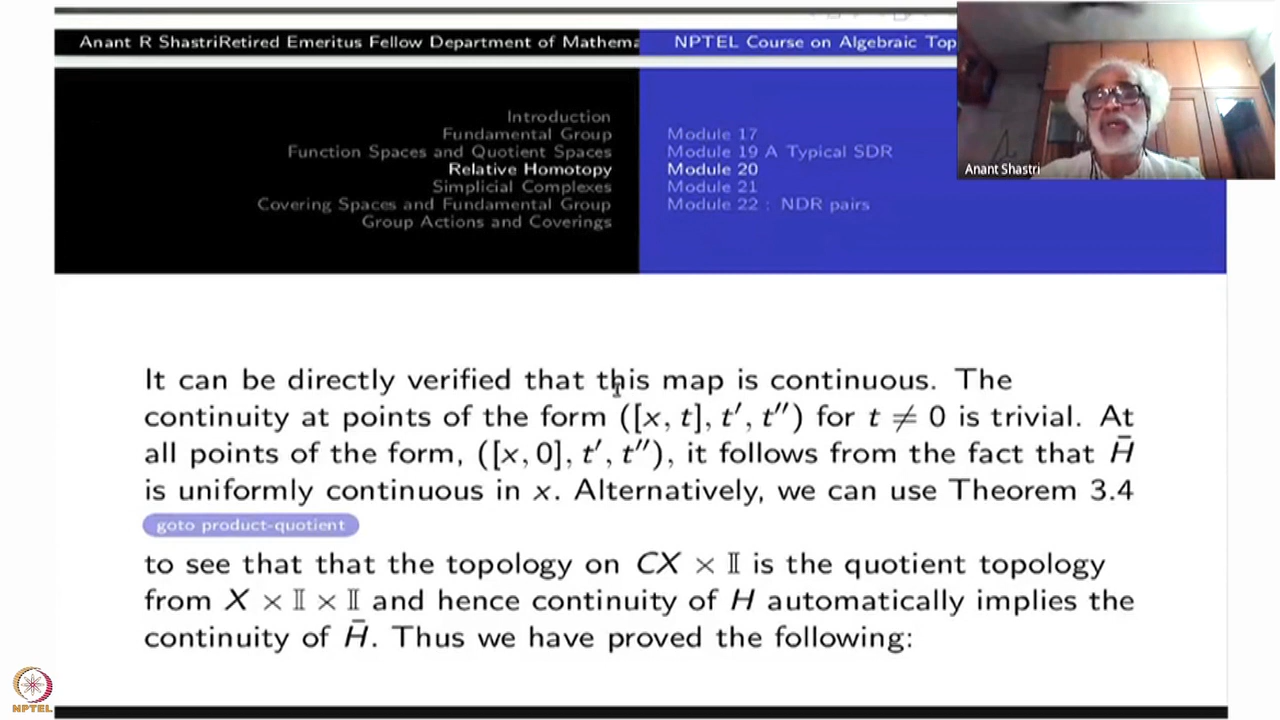 Anant R ShastriRetired Emeritus Fellow Department of Mathema
NPTEL Course on Algebraic Top
Introduction
Fundamental Group
Function Spaces and Quotient Spaces
Relative Homotopy
Simplicial Complexes
Covering Spaces and Fundamental Group
Group Actions and Coverings
Module 17
Module 19 A Typical SDR
Module 20
Module 21
Module 22 : NDR pairs
Anant Shastri
It can be directly verified that this map is continuous. The
continuity at points of the form ([x, t], t′, t″) for t ≠ 0 is trivial. At
all points of the form, ([x, 0], t′, t″), it follows from the fact that H̄
is uniformly continuous in x. Alternatively, we can use Theorem 3.4
goto product-quotient
to see that that the topology on CX × 𝕀 is the quotient topology
from X × 𝕀 × 𝕀 and hence continuity of H automatically implies the
continuity of H̄. Thus we have proved the following:
NPTEL